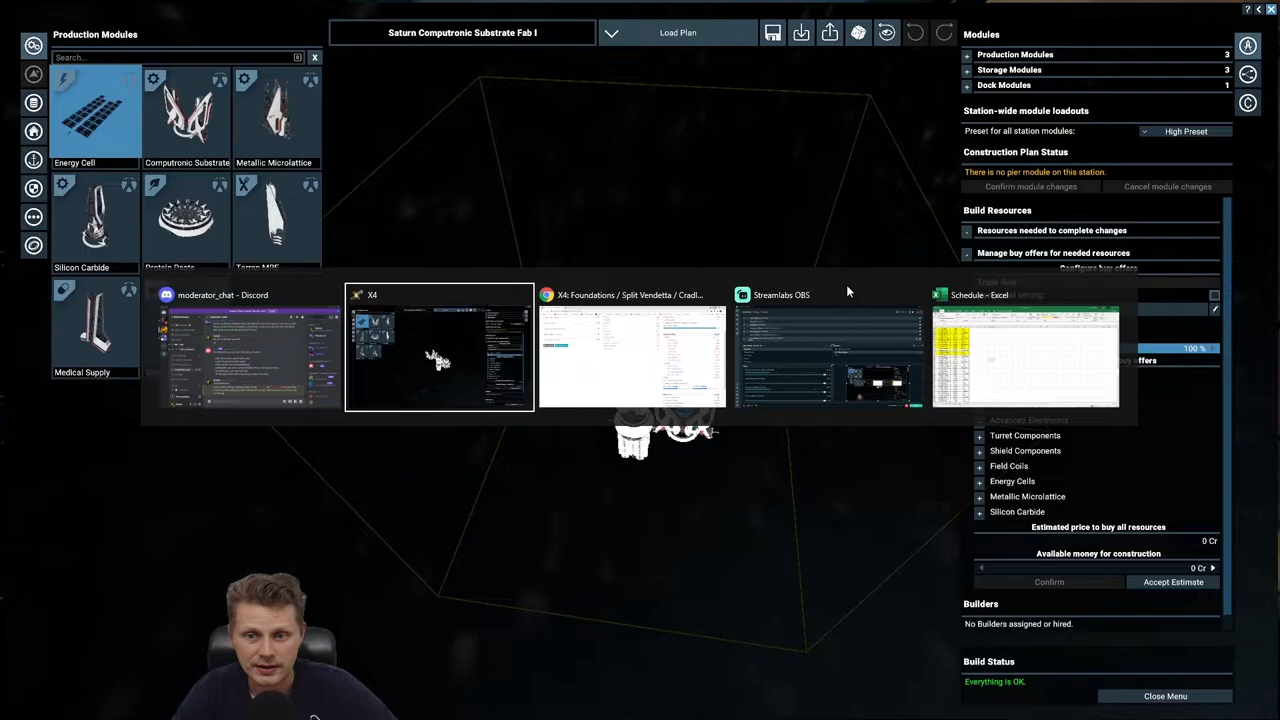 Production Modules
Search...
x
Energy Cell
Computronic Substrate
Metallic Microlattice
Silicon Carbide
Medical Supply
Saturn Computronic Substrate Fab I
Load Plan
moderator_chat - Discord
X4
X4: Foundations / Split Vendetta / Cradl...
Streamlabs OBS
Schedule - Excel
?
Modules
Production Modules 3
Storage Modules 3
Dock Modules 1
Station-wide module loadouts
Preset for all station modules: High Preset
Construction Plan Status
There is no pier module on this station.
Confirm module changes Cancel module changes
Build Resources
Resources needed to complete changes
Manage buy offers for needed resources
Trade Rule
100 %
Advanced Electronics
Turret Components
Shield Components
Field Coils
Energy Cells
Metallic Microlattice
Silicon Carbide
Estimated price to buy all resources
0 Cr
Available money for construction
0 Cr
Confirm Accept Estimate
Builders
No Builders assigned or hired.
Build Status
Everything is OK.
Close Menu